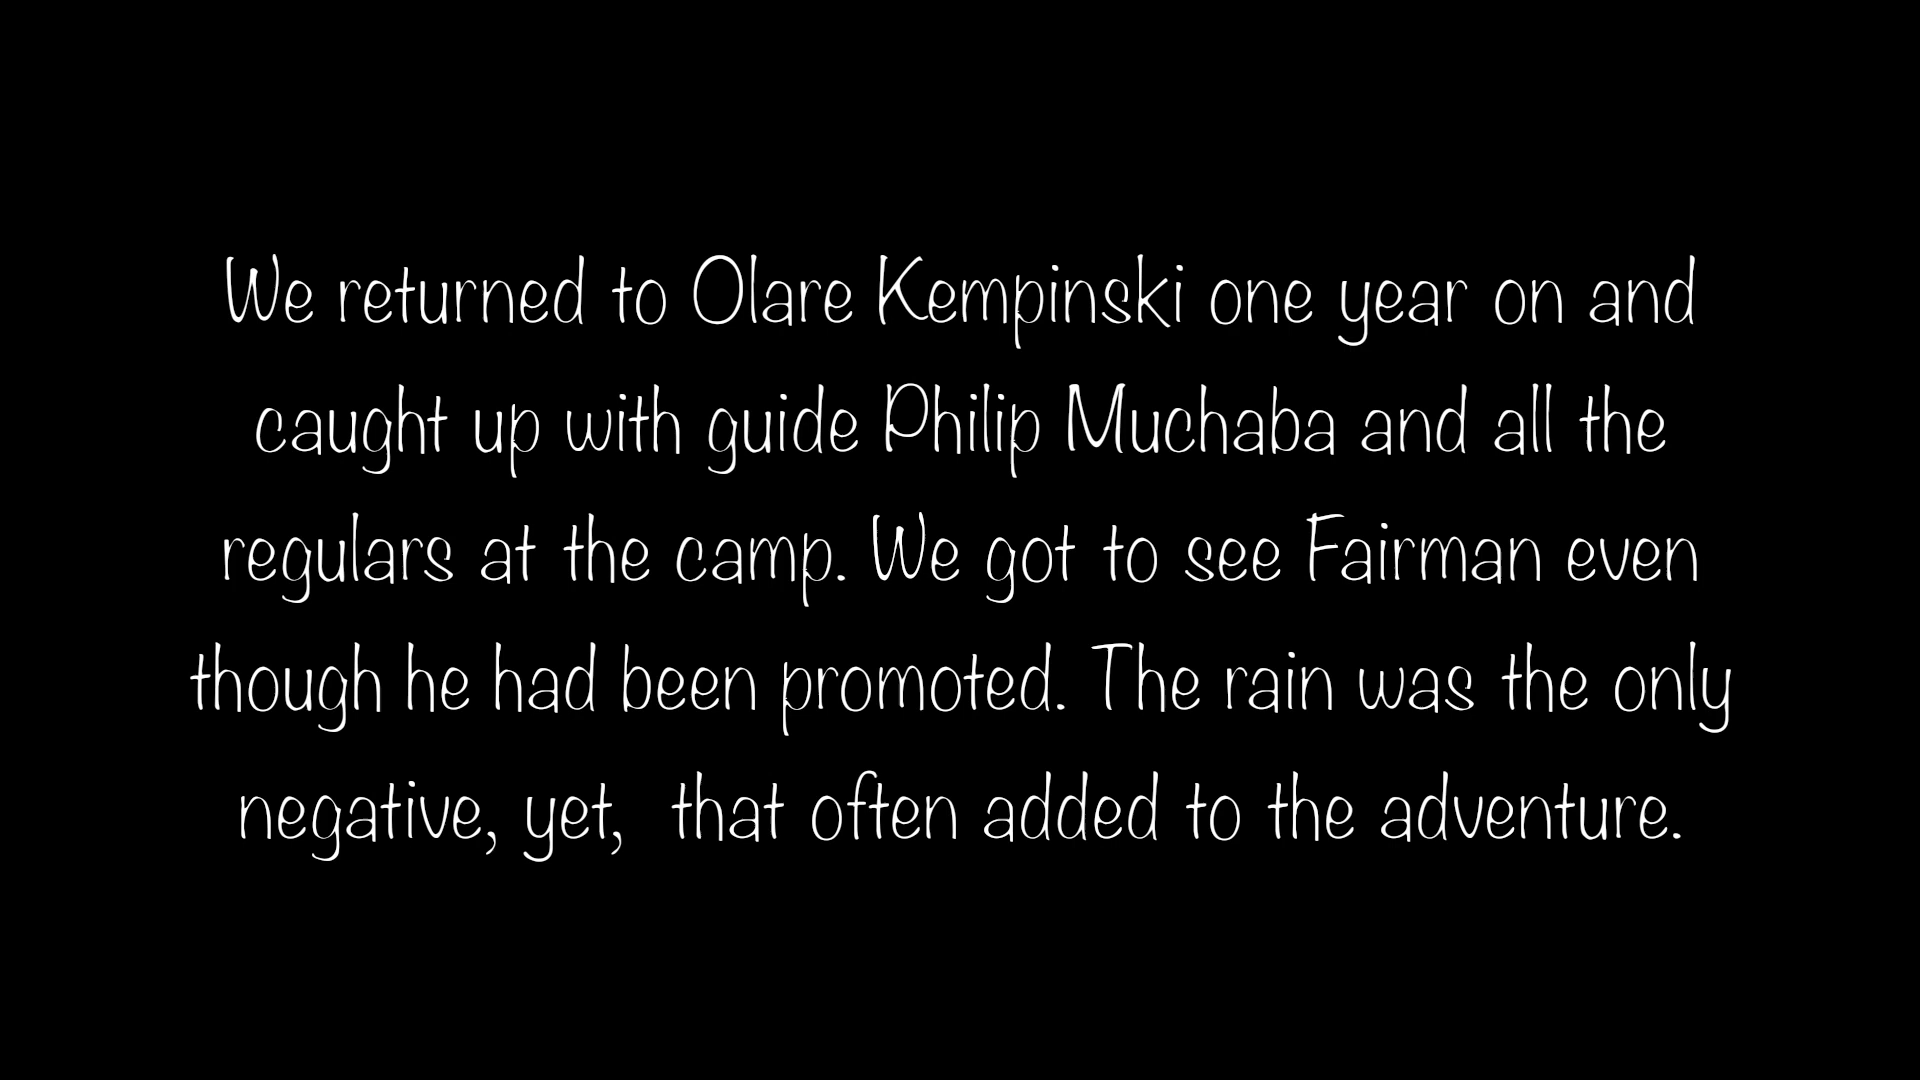 We returned to Olare Kempinski one year on and
caught up with guide Philip Muchaba and all the
regulars at the camp. We got to see Fairman even
though he had been promoted. The rain was the only
negative, yet,  that often added to the adventure.